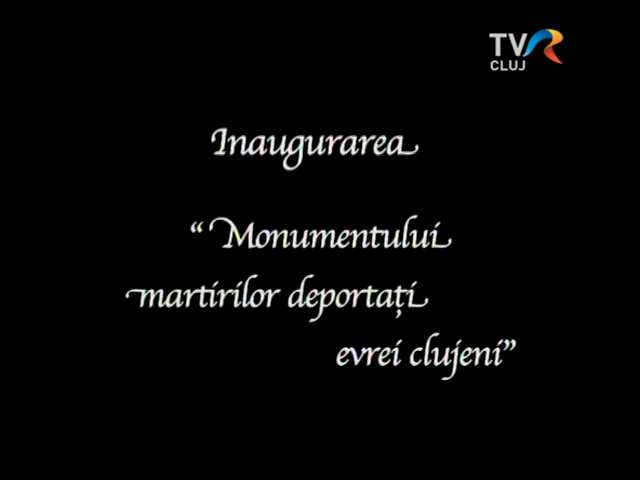 TVR
CLUJ
Inaugurarea
“Monumentului
martirilor deportați
evrei clujeni”